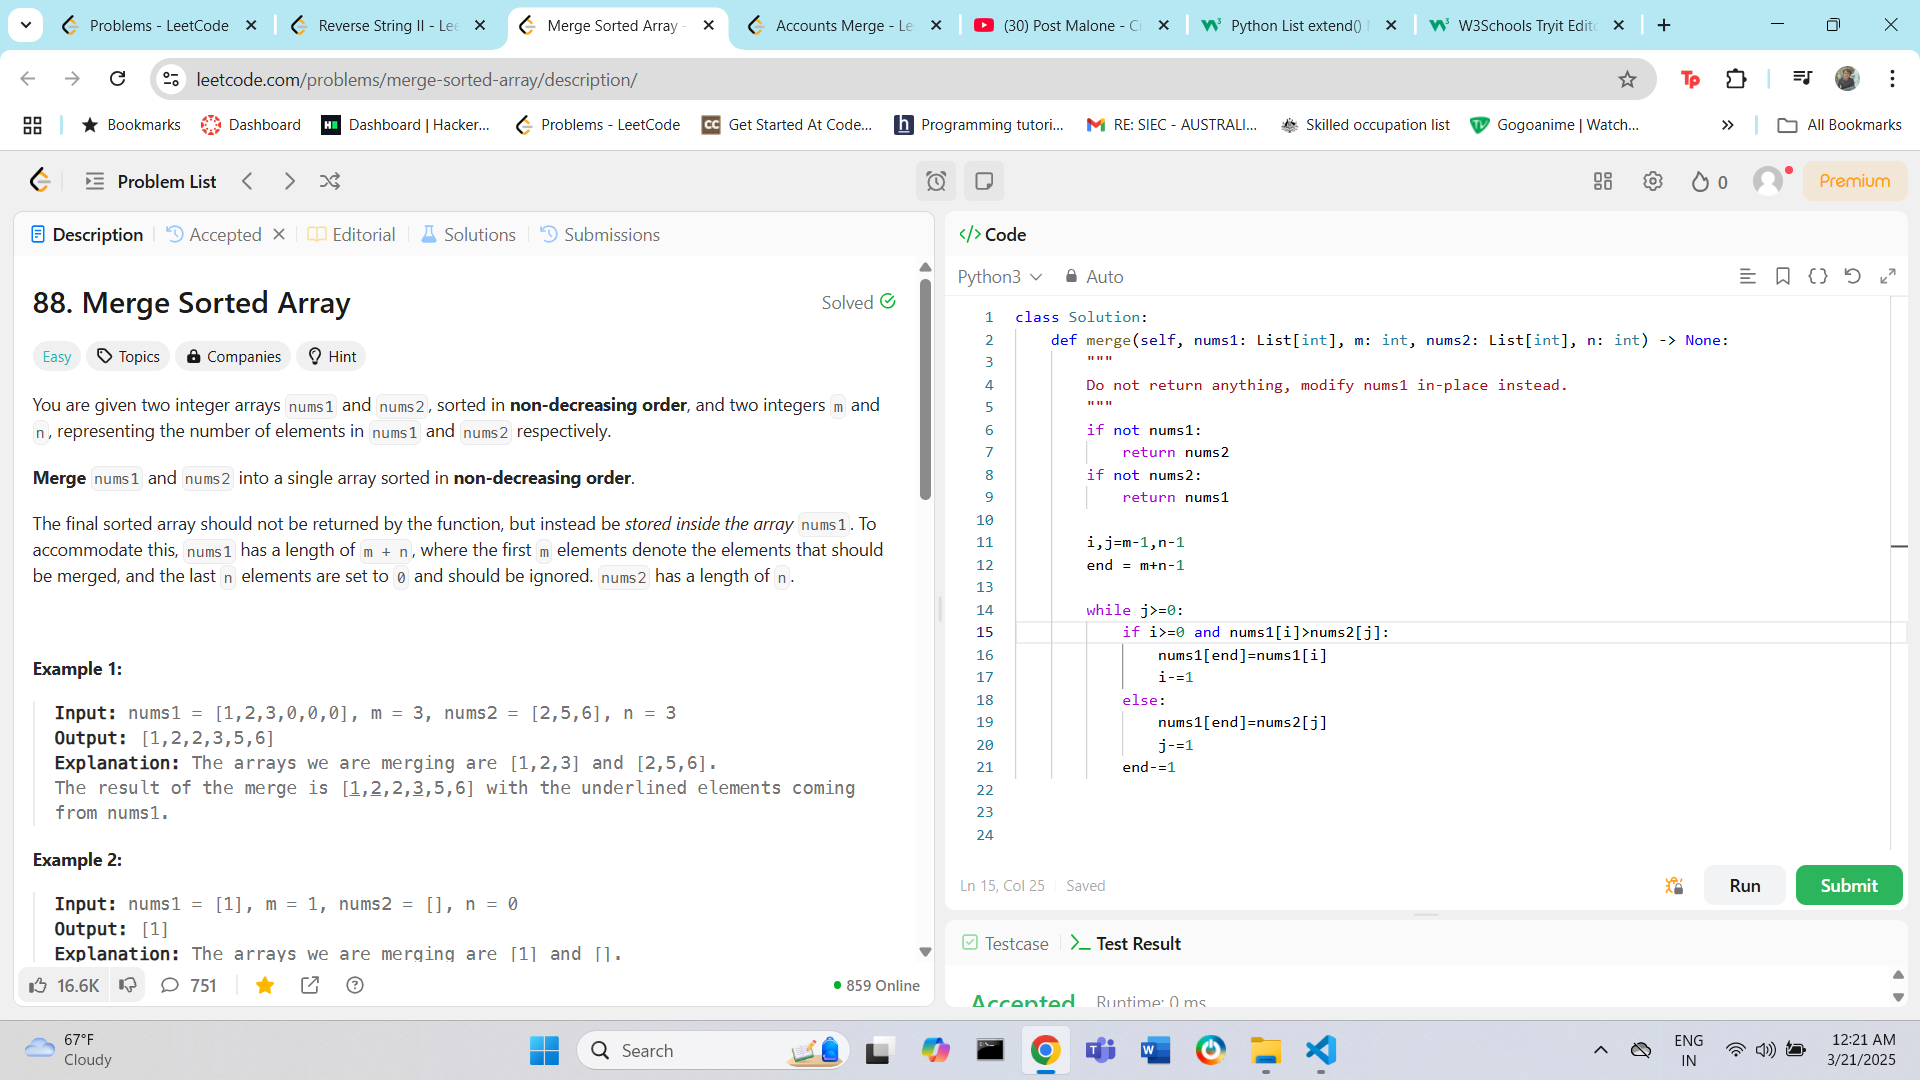 Problems - LeetCode
Reverse String II - Lee
Merge Sorted Array -
Accounts Merge - Le
(30) Post Malone - Ci
Python List extend()
W3Schools Tryit Edito
leetcode.com/problems/merge-sorted-array/description/
Bookmarks
Dashboard
Dashboard | Hacker...
Problems - LeetCode
Get Started At Code...
Programming tutori...
RE: SIEC - AUSTRALI...
Skilled occupation list
Gogoanime | Watch...
All Bookmarks
Problem List
0
Premium
Description
Accepted
Editorial
Solutions
Submissions
88. Merge Sorted Array
Solved
Easy
Topics
Companies
Hint
You are given two integer arrays nums1 and nums2, sorted in non-decreasing order, and two integers m and
n, representing the number of elements in nums1 and nums2 respectively.
Merge nums1 and nums2 into a single array sorted in non-decreasing order.
The final sorted array should not be returned by the function, but instead be stored inside the array nums1. To
accommodate this, nums1 has a length of m + n, where the first m elements denote the elements that should
be merged, and the last n elements are set to 0 and should be ignored. nums2 has a length of n.
Example 1:
Input: nums1 = [1,2,3,0,0,0], m = 3, nums2 = [2,5,6], n = 3
Output: [1,2,2,3,5,6]
Explanation: The arrays we are merging are [1,2,3] and [2,5,6].
The result of the merge is [1,2,2,3,5,6] with the underlined elements coming
from nums1.
Example 2:
Input: nums1 = [1], m = 1, nums2 = [], n = 0
Output: [1]
Explanation: The arrays we are merging are [1] and [].
16.6K
751
859 Online
</> Code
Python3
Auto
1 class Solution:
2     def merge(self, nums1: List[int], m: int, nums2: List[int], n: int) -> None:
3         """
4         Do not return anything, modify nums1 in-place instead.
5         """
6         if not nums1:
7             return nums2
8         if not nums2:
9             return nums1
10
11         i,j=m-1,n-1
12         end = m+n-1
13
14         while j>=0:
15             if i>=0 and nums1[i]>nums2[j]:
16                 nums1[end]=nums1[i]
17                 i-=1
18             else:
19                 nums1[end]=nums2[j]
20                 j-=1
21             end-=1
22
23
24
Ln 15, Col 25
Saved
Run
Submit
Testcase
Test Result
Accepted
Runtime: 0 ms
67°F
Cloudy
Search
ENG
IN
12:21 AM
3/21/2025